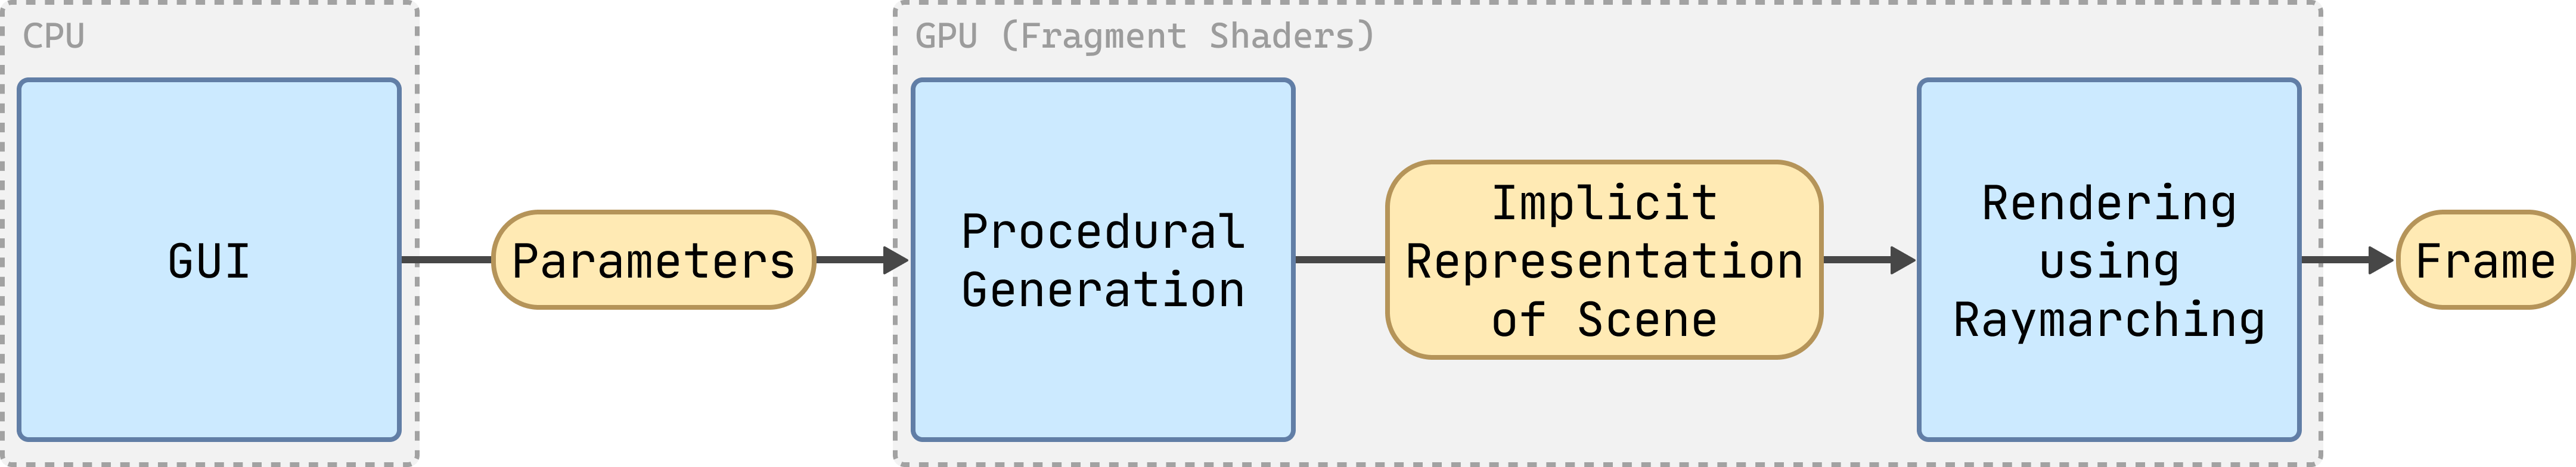 CPU
GUI
Parameters
GPU (Fragment Shaders)
Procedural
Generation
Implicit
Representation
of Scene
Rendering
using
Raymarching
Frame